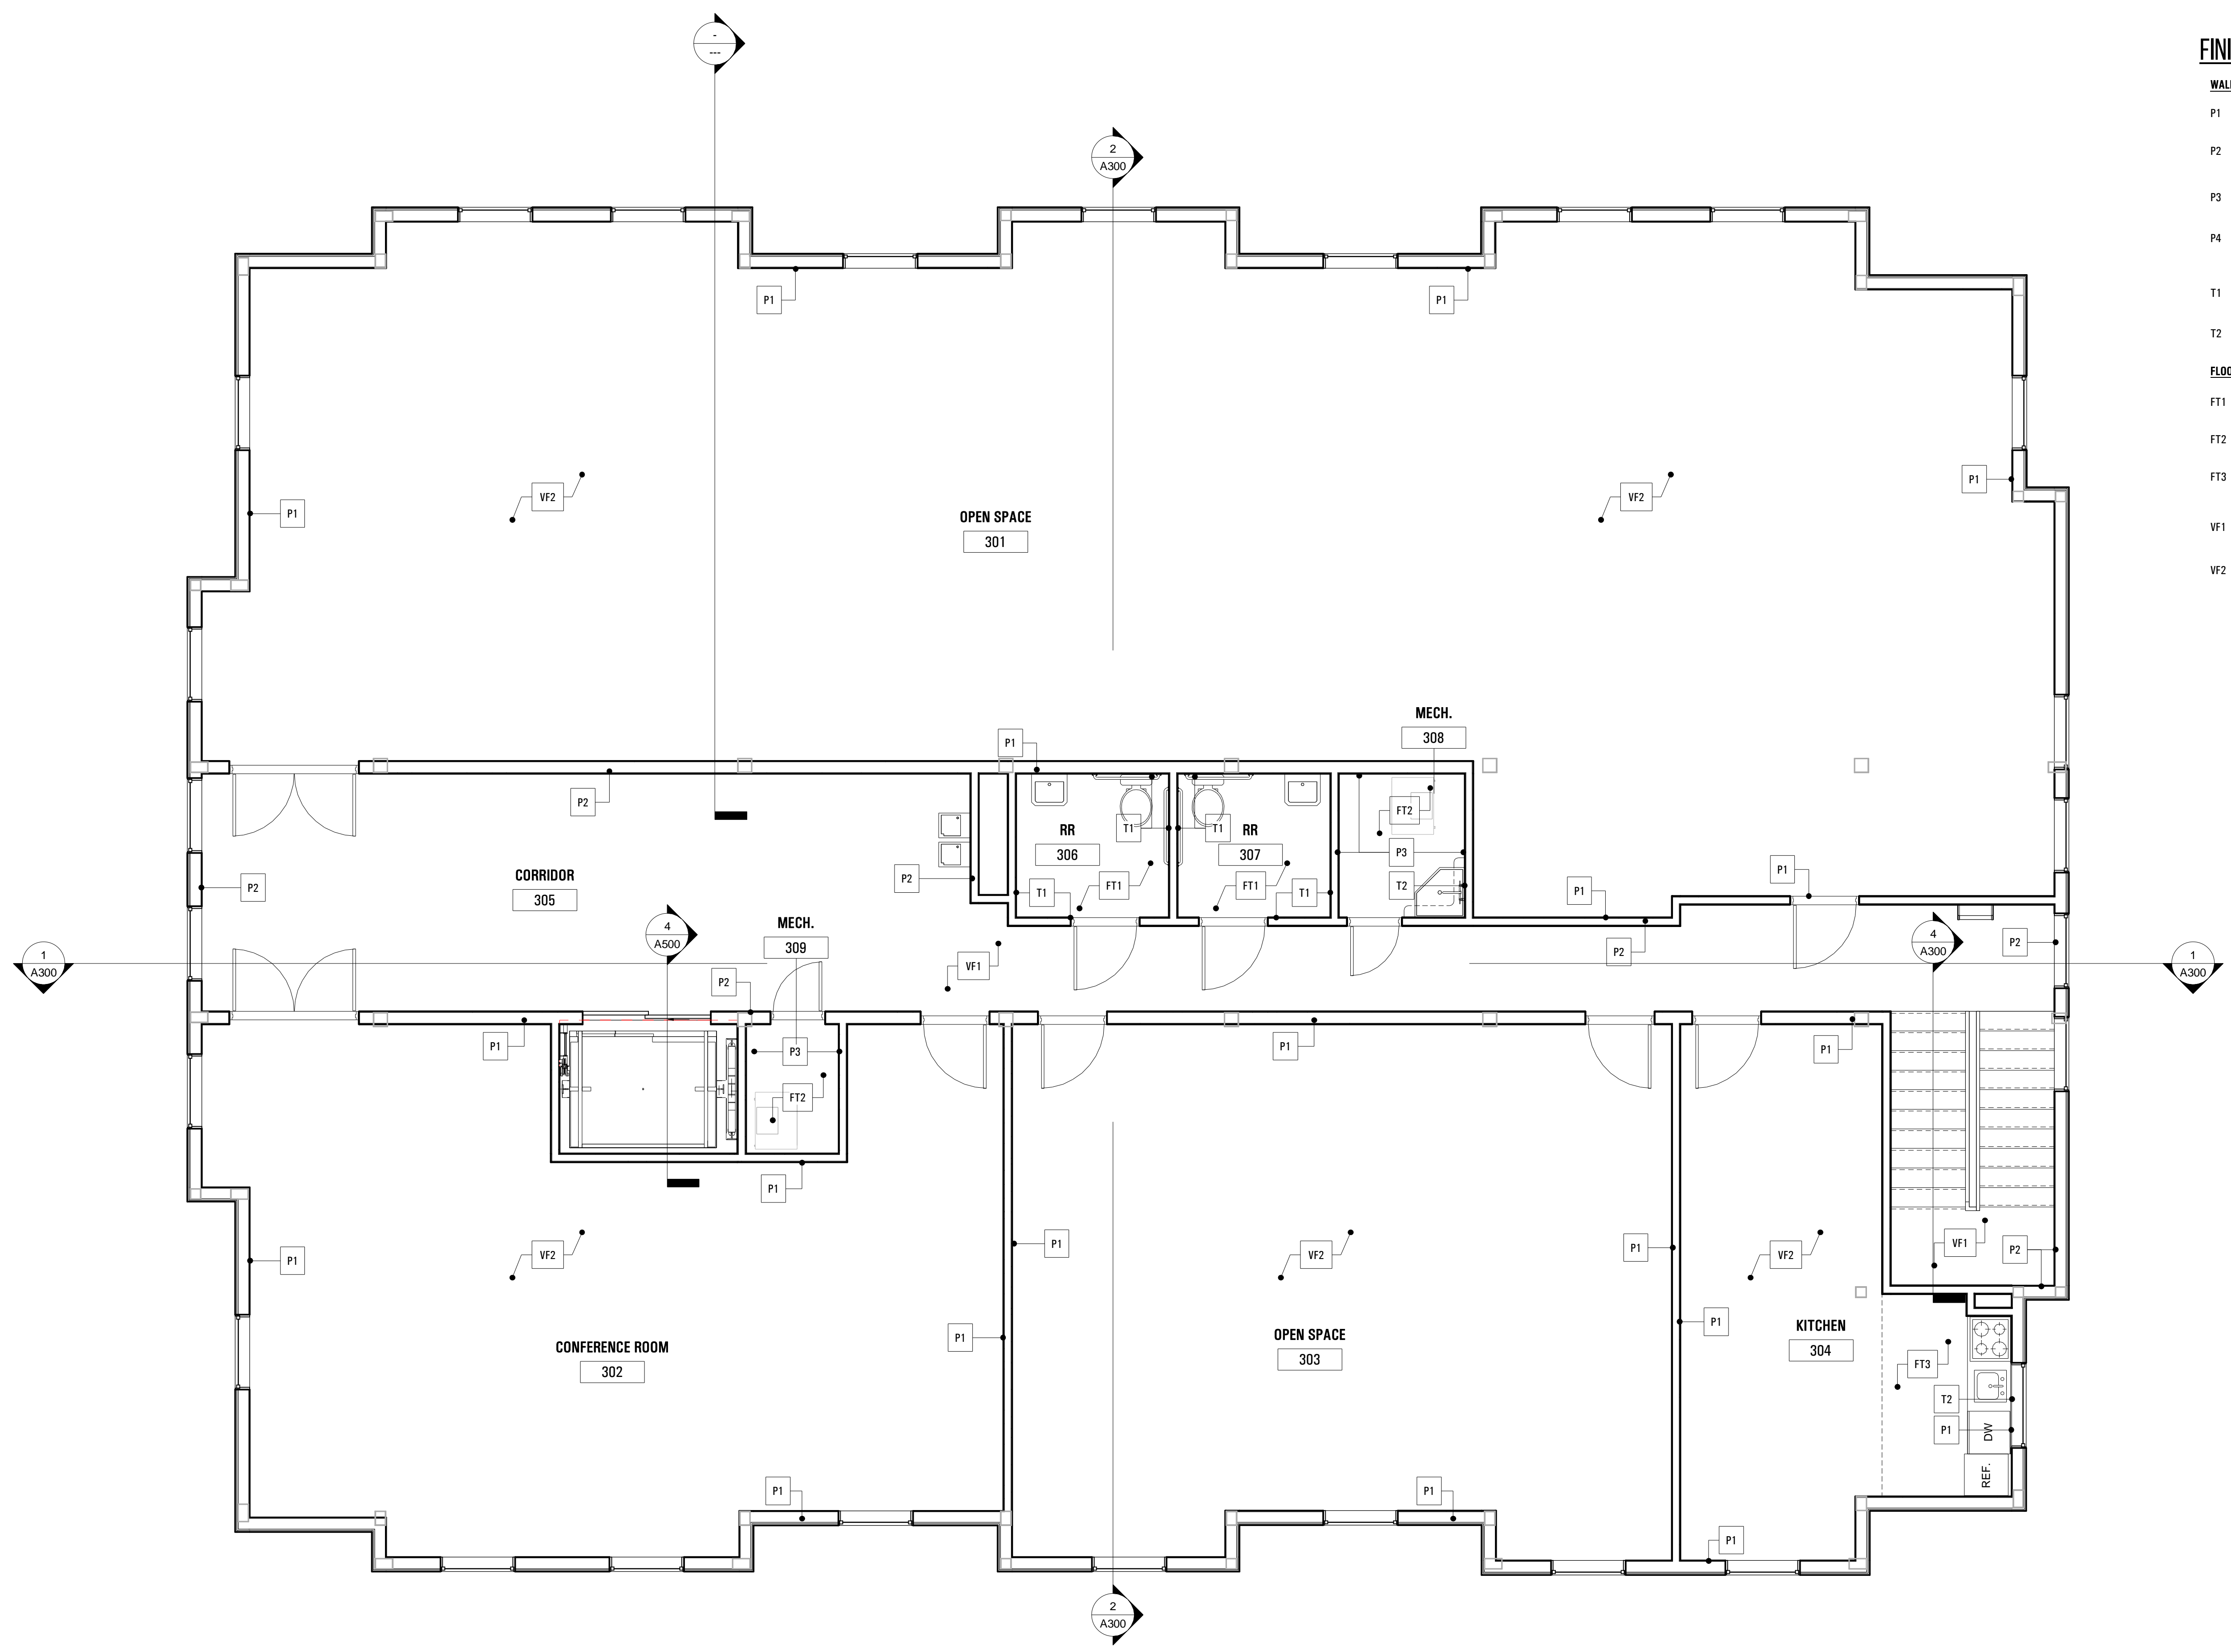 -
---
FINI
WALL
P1
P2
P3
P4
T1
T2
FLOO
FT1
FT2
FT3
VF1
VF2
2
A300
P1
P1
P1
VF2
OPEN SPACE
301
VF2
P1
P1
MECH.
308
P2
P2
CORRIDOR
305
P2
RR
306
T1
T1
FT1
T1
RR
307
FT1
T1
FT2
P3
T2
P1
P1
P2
4
A300
P2
1
A300
4
A500
MECH.
309
P2
VF1
1
A300
P1
P3
FT2
P1
P1
P1
P1
VF2
P1
VF2
P1
VF2
VF1
P2
CONFERENCE ROOM
302
P1
OPEN SPACE
303
P1
KITCHEN
304
FT3
T2
P1
DW
REF.
P1
P1
P1
2
A300